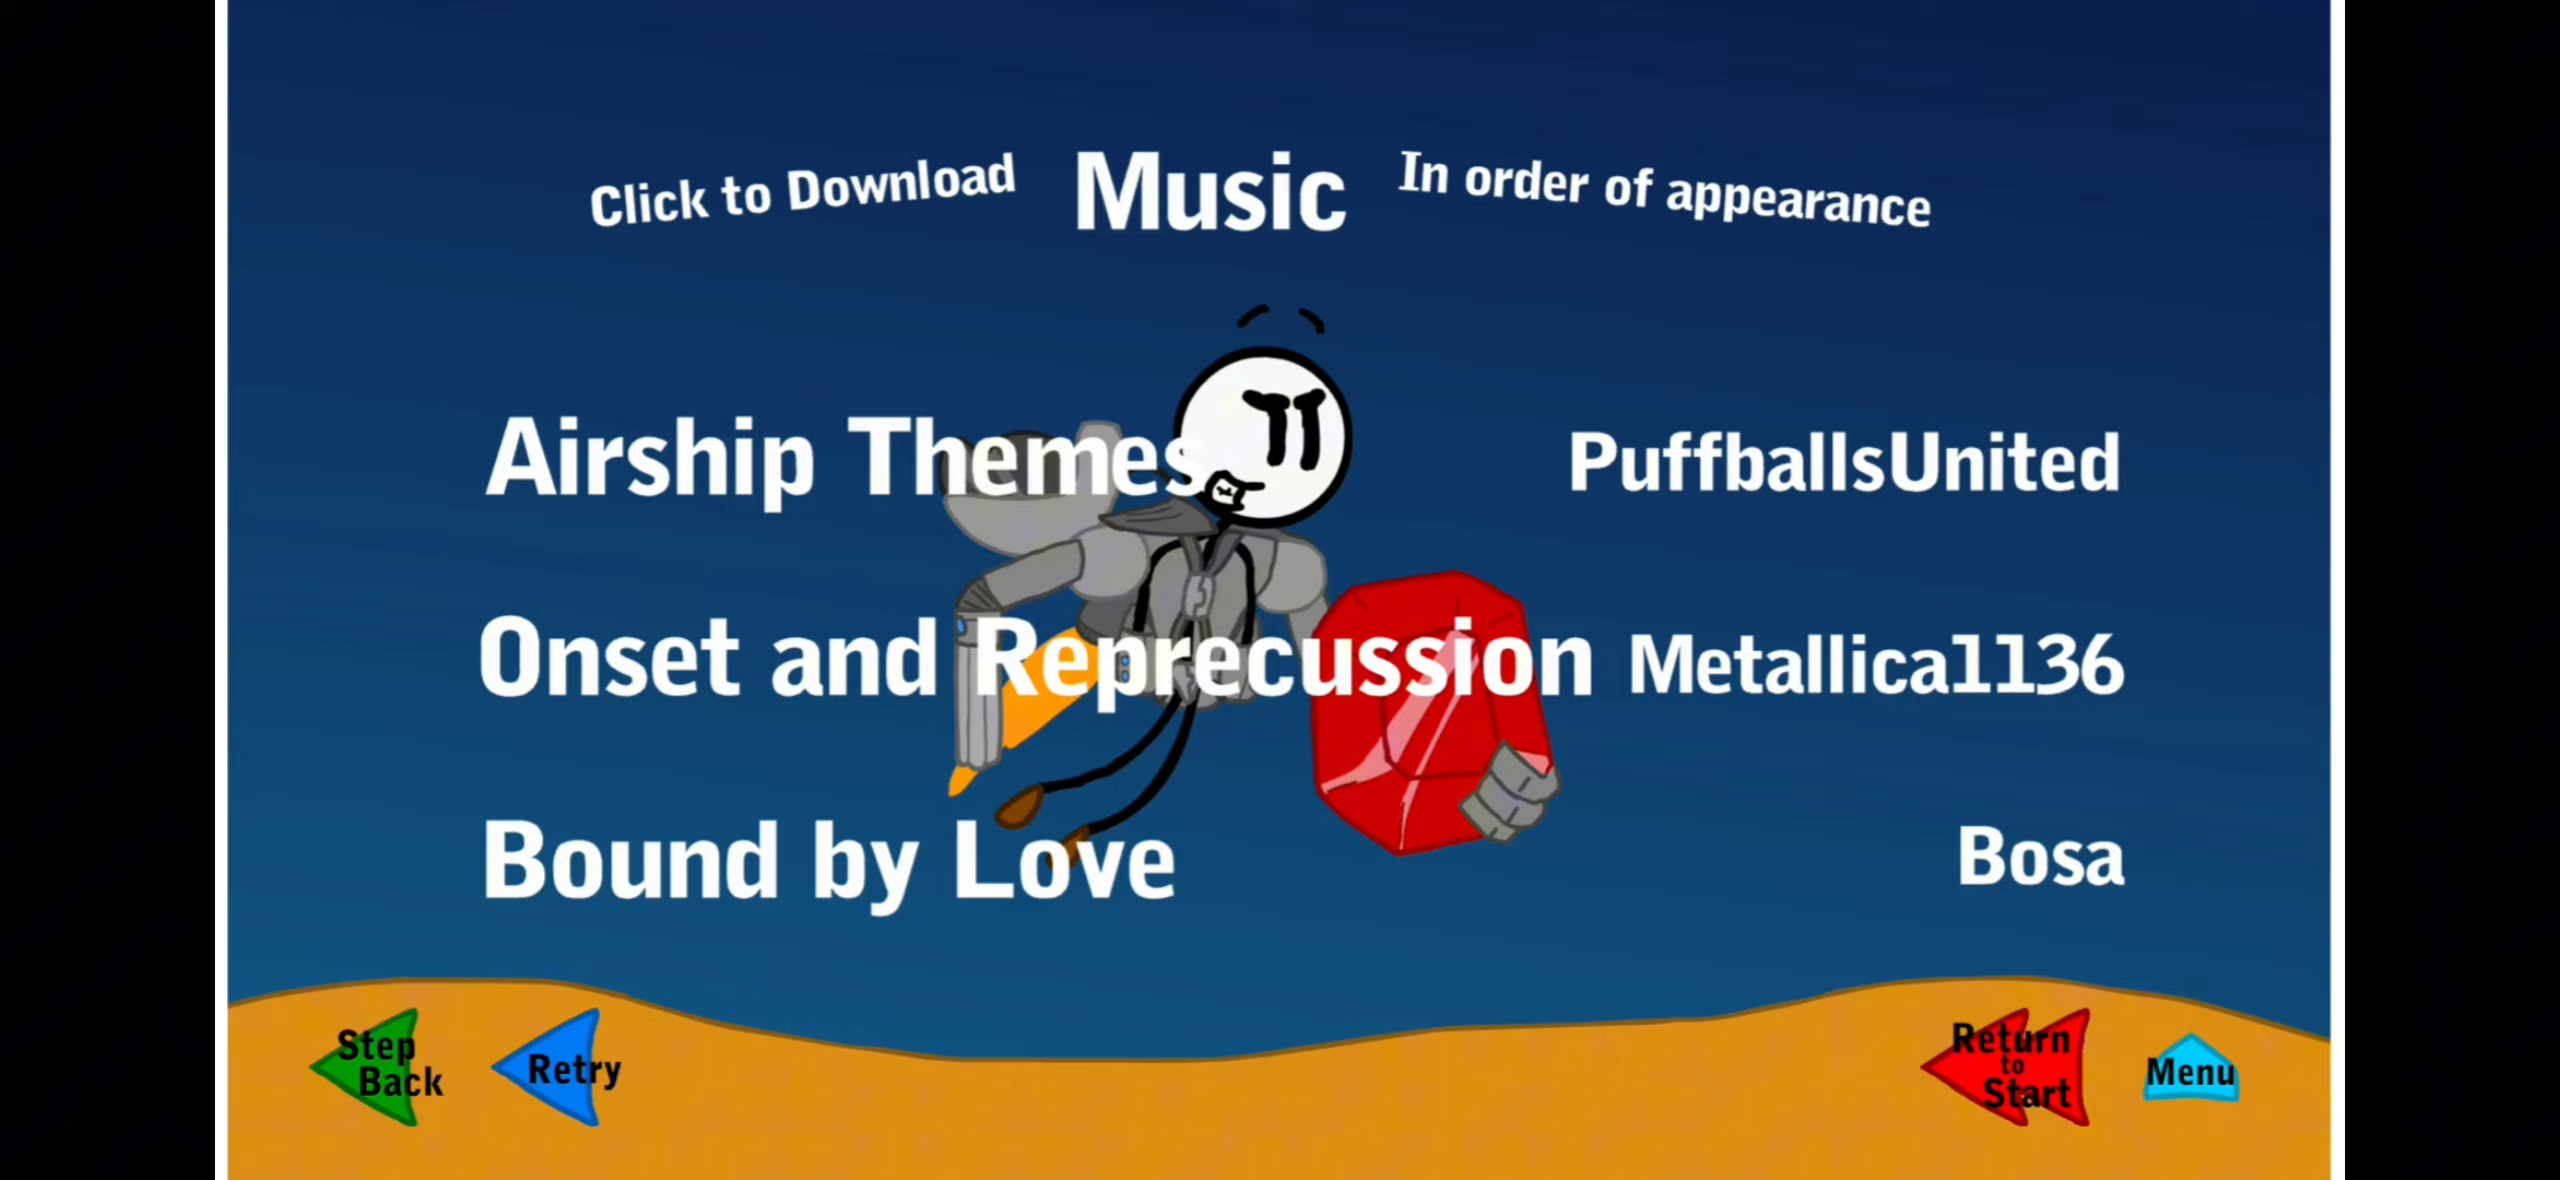 Click to Download Music In order of appearance
Airship Themes PuffballsUnited
Onset and Reprecussion Metallica1136
Bound by Love Bosa
Step
Back
Retry
Return
to
Start
Menu